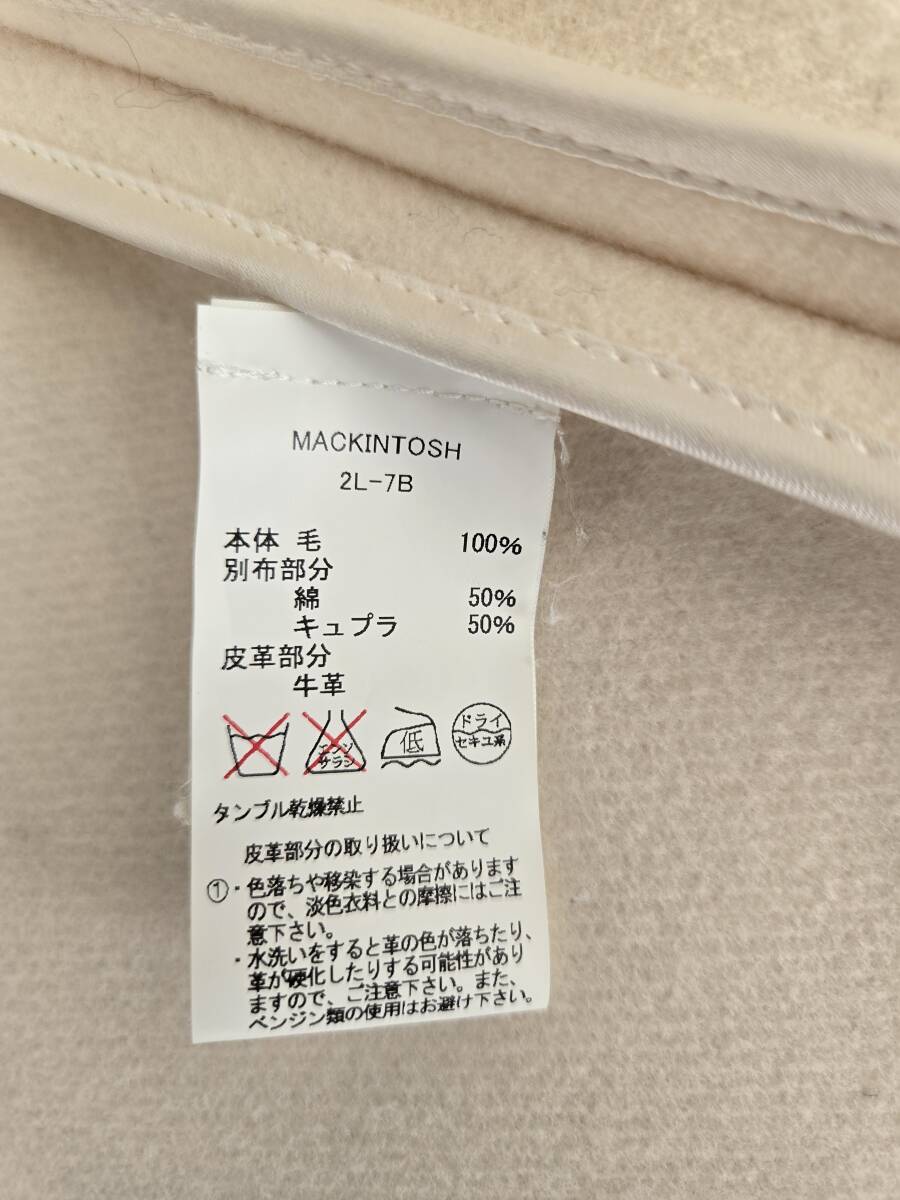 MACKINTOSH
2L-7B
本体 毛 100%
別布部分
綿 50%
キュプラ 50%
皮革部分
牛革
エンソ サラシ
低
ドライ
セキユ系
タンブル乾燥禁止
皮革部分の取り扱いについて
①・色落ちや移染する場合があります
ので、淡色衣料との摩擦にはご注
意下さい。
・水洗いをすると革の色が落ちたり、
革が硬化したりする可能性があり
ますので、ご注意下さい。また、
ベンジン類の使用はお避け下さい。